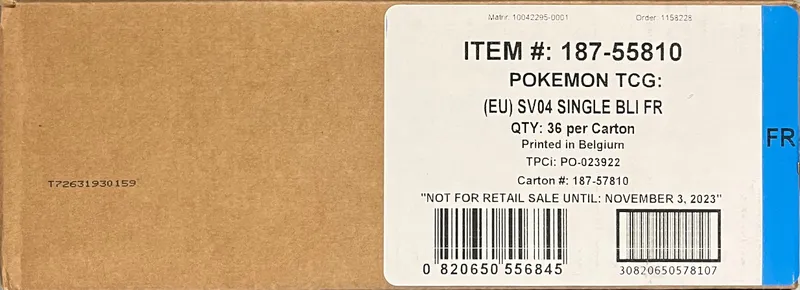 Matrir: 10042295-0001 Order: 1158228
ITEM #: 187-55810
POKEMON TCG:
(EU) SV04 SINGLE BLI FR
QTY: 36 per Carton
Printed in Belgium
TPCi: PO-023922
Carton #: 187-57810
"NOT FOR RETAIL SALE UNTIL: NOVEMBER 3, 2023"
0 820650 556845
30820650578107
FR
T72631930159